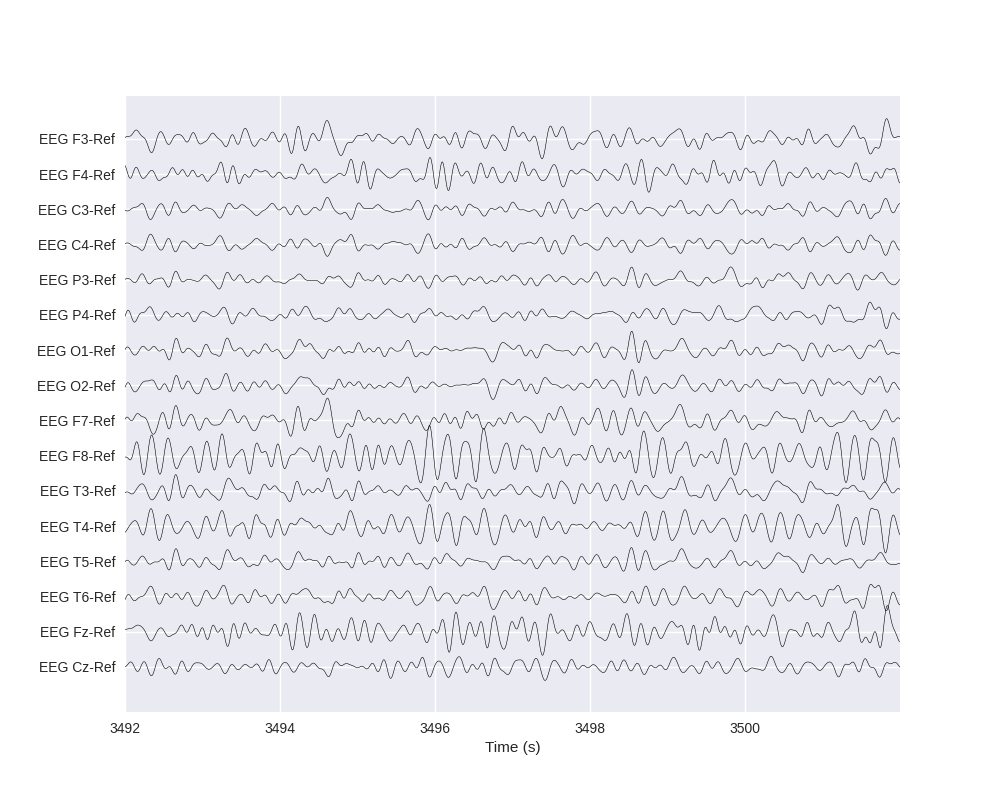 EEG F3-Ref
EEG F4-Ref
EEG C3-Ref
EEG C4-Ref
EEG P3-Ref
EEG P4-Ref
EEG O1-Ref
EEG O2-Ref
EEG F7-Ref
EEG F8-Ref
EEG T3-Ref
EEG T4-Ref
EEG T5-Ref
EEG T6-Ref
EEG Fz-Ref
EEG Cz-Ref
3492 3494 3496 3498 3500
Time (s)